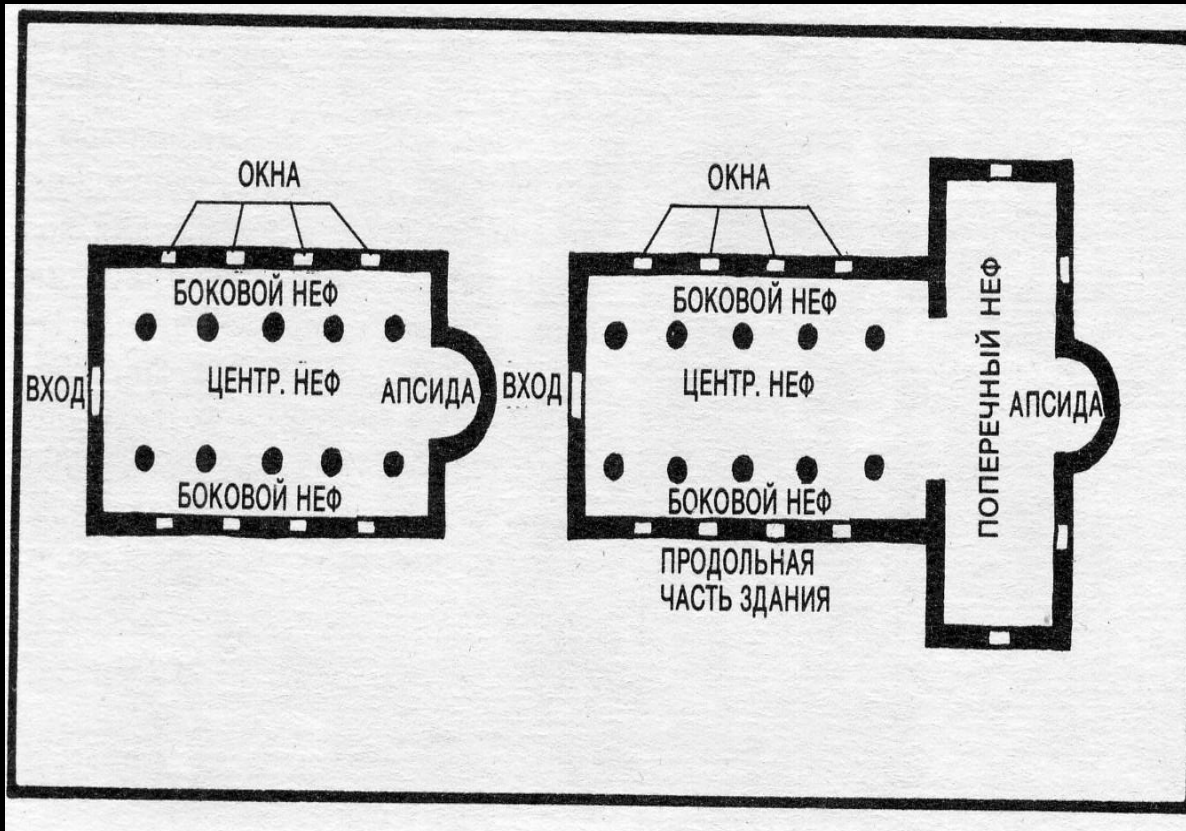 ОКНА
БОКОВОЙ НЕФ
ВХОД
ЦЕНТР. НЕФ
АПСИДА
БОКОВОЙ НЕФ
ОКНА
БОКОВОЙ НЕФ
ВХОД
ЦЕНТР. НЕФ
ПОПЕРЕЧНЫЙ НЕФ
АПСИДА
БОКОВОЙ НЕФ
ПРОДОЛЬНАЯ
ЧАСТЬ ЗДАНИЯ